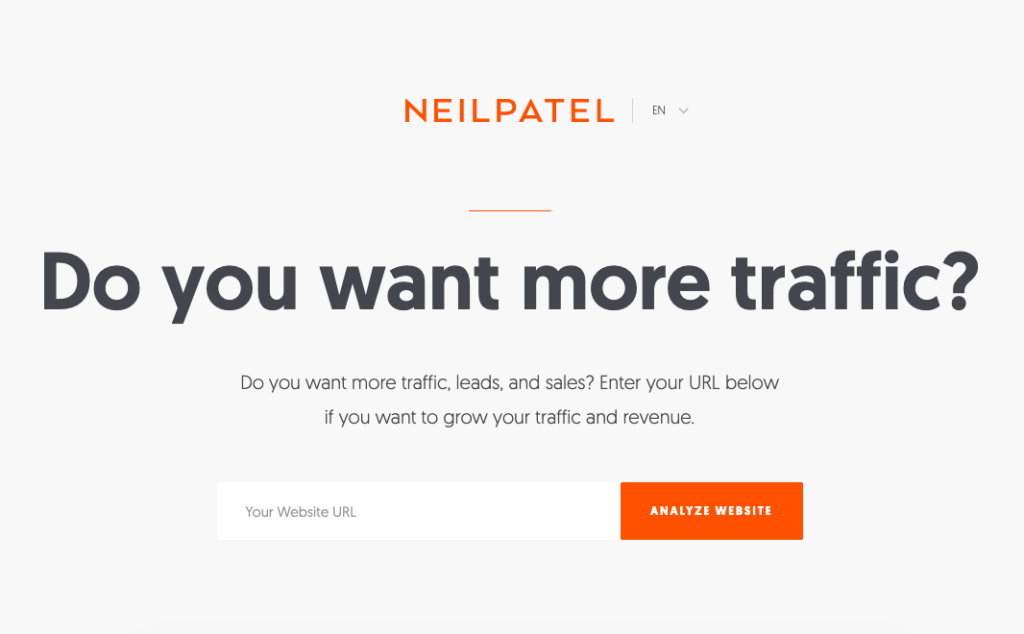 NEILPATEL EN
Do you want more traffic?
Do you want more traffic, leads, and sales? Enter your URL below
if you want to grow your traffic and revenue.
Your Website URL ANALYZE WEBSITE